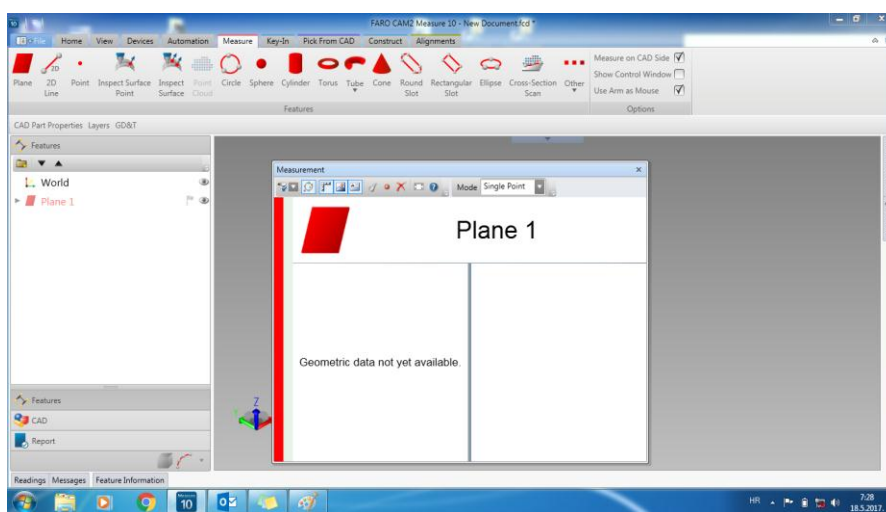 FARO CAM2 Measure 10 - New Document.fcd *
File Home View Devices Automation Measure Key-In Pick From CAD Construct Alignments
Plane
2D Line
Point
Inspect Surface Point
Inspect Surface
Point Cloud
Circle
Sphere
Cylinder
Torus
Tube
Cone
Round Slot
Rectangular Slot
Ellipse
Cross-Section Scan
Other
Measure on CAD Side
Show Control Window
Use Arm as Mouse
Features
Options
CAD Part Properties Layers GD&T
Features
World
Plane 1
Measurement
Mode Single Point
Plane 1
Geometric data not yet available.
Z
Features
CAD
Report
Readings Messages Feature Information
10
HR
7:28
18.5.2017.